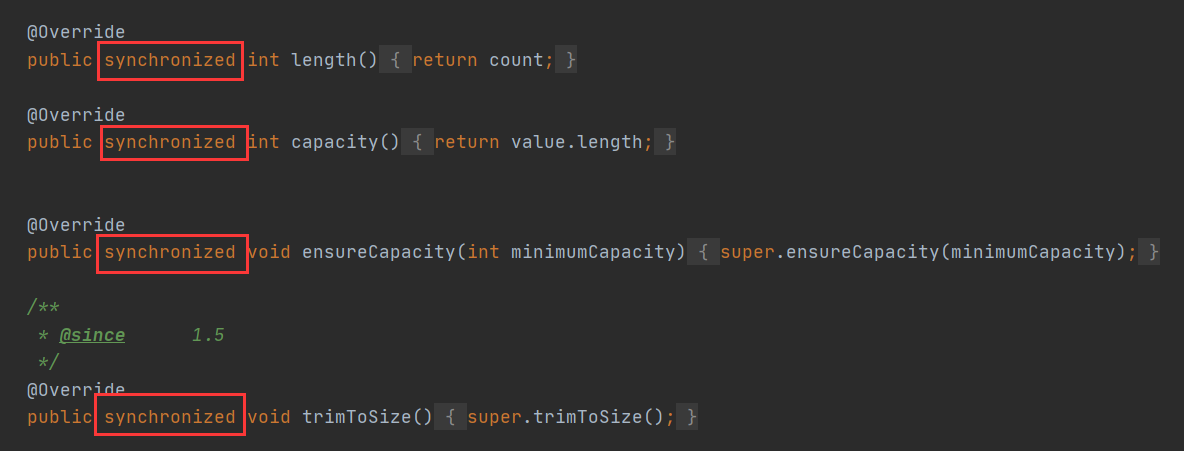 @Override
public synchronized int length() { return count; }
@Override
public synchronized int capacity() { return value.length; }
@Override
public synchronized void ensureCapacity(int minimumCapacity) { super.ensureCapacity(minimumCapacity); }
/**
* @since 1.5
*/
@Override
public synchronized void trimToSize() { super.trimToSize(); }